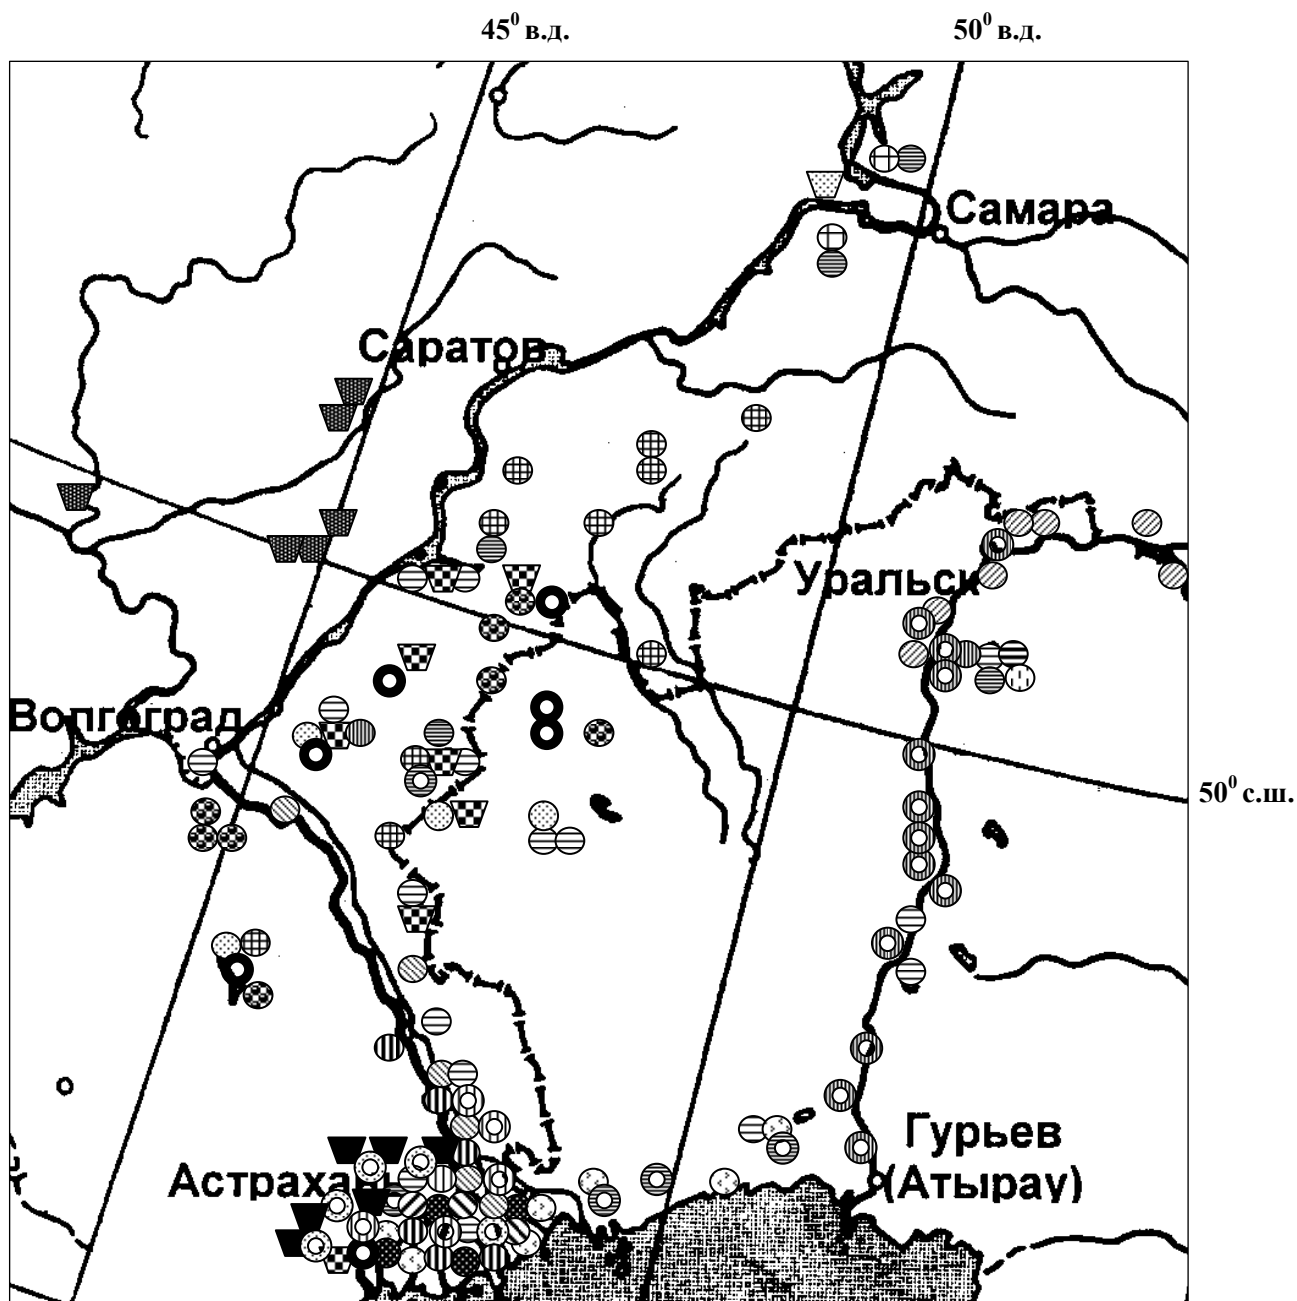 45⁰ в.д.
50⁰ в.д.
Самара
Саратов
Уральск
Волгоград
50⁰ с.ш.
Гурьев
Астрахань
(Атырау)